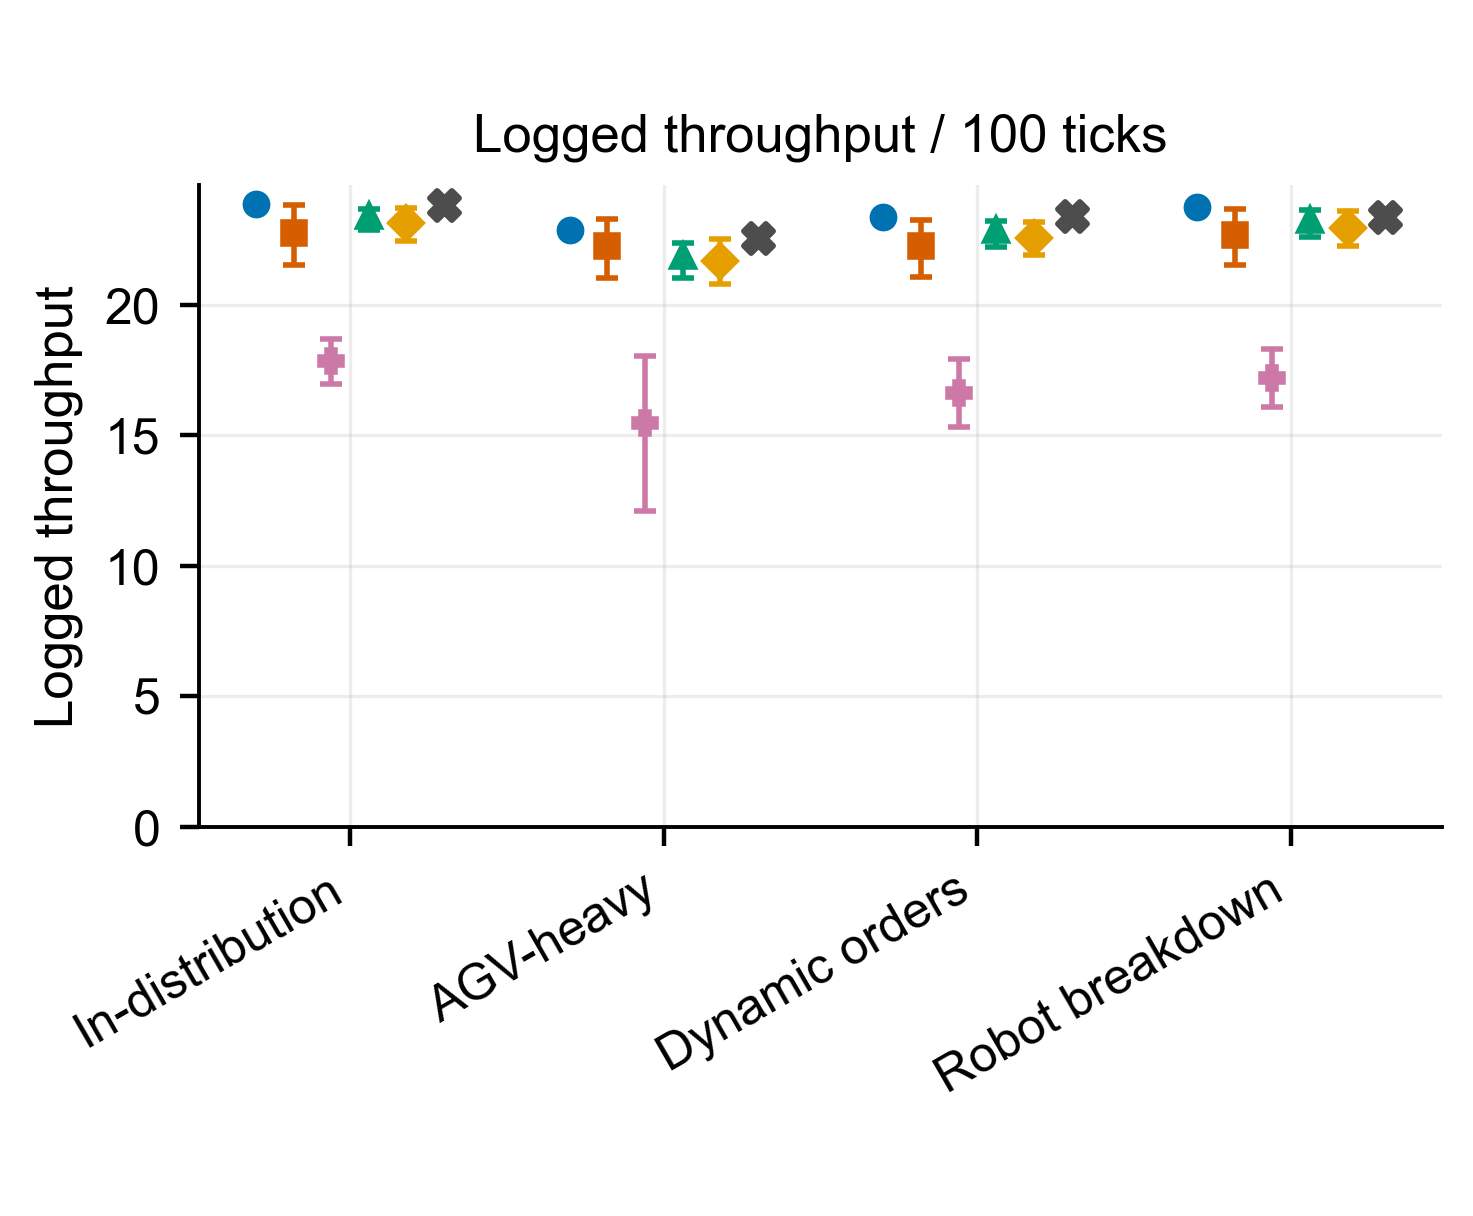 Logged throughput / 100 ticks
Logged throughput
20
15
10
5
0
In-distribution
AGV-heavy
Dynamic orders
Robot breakdown